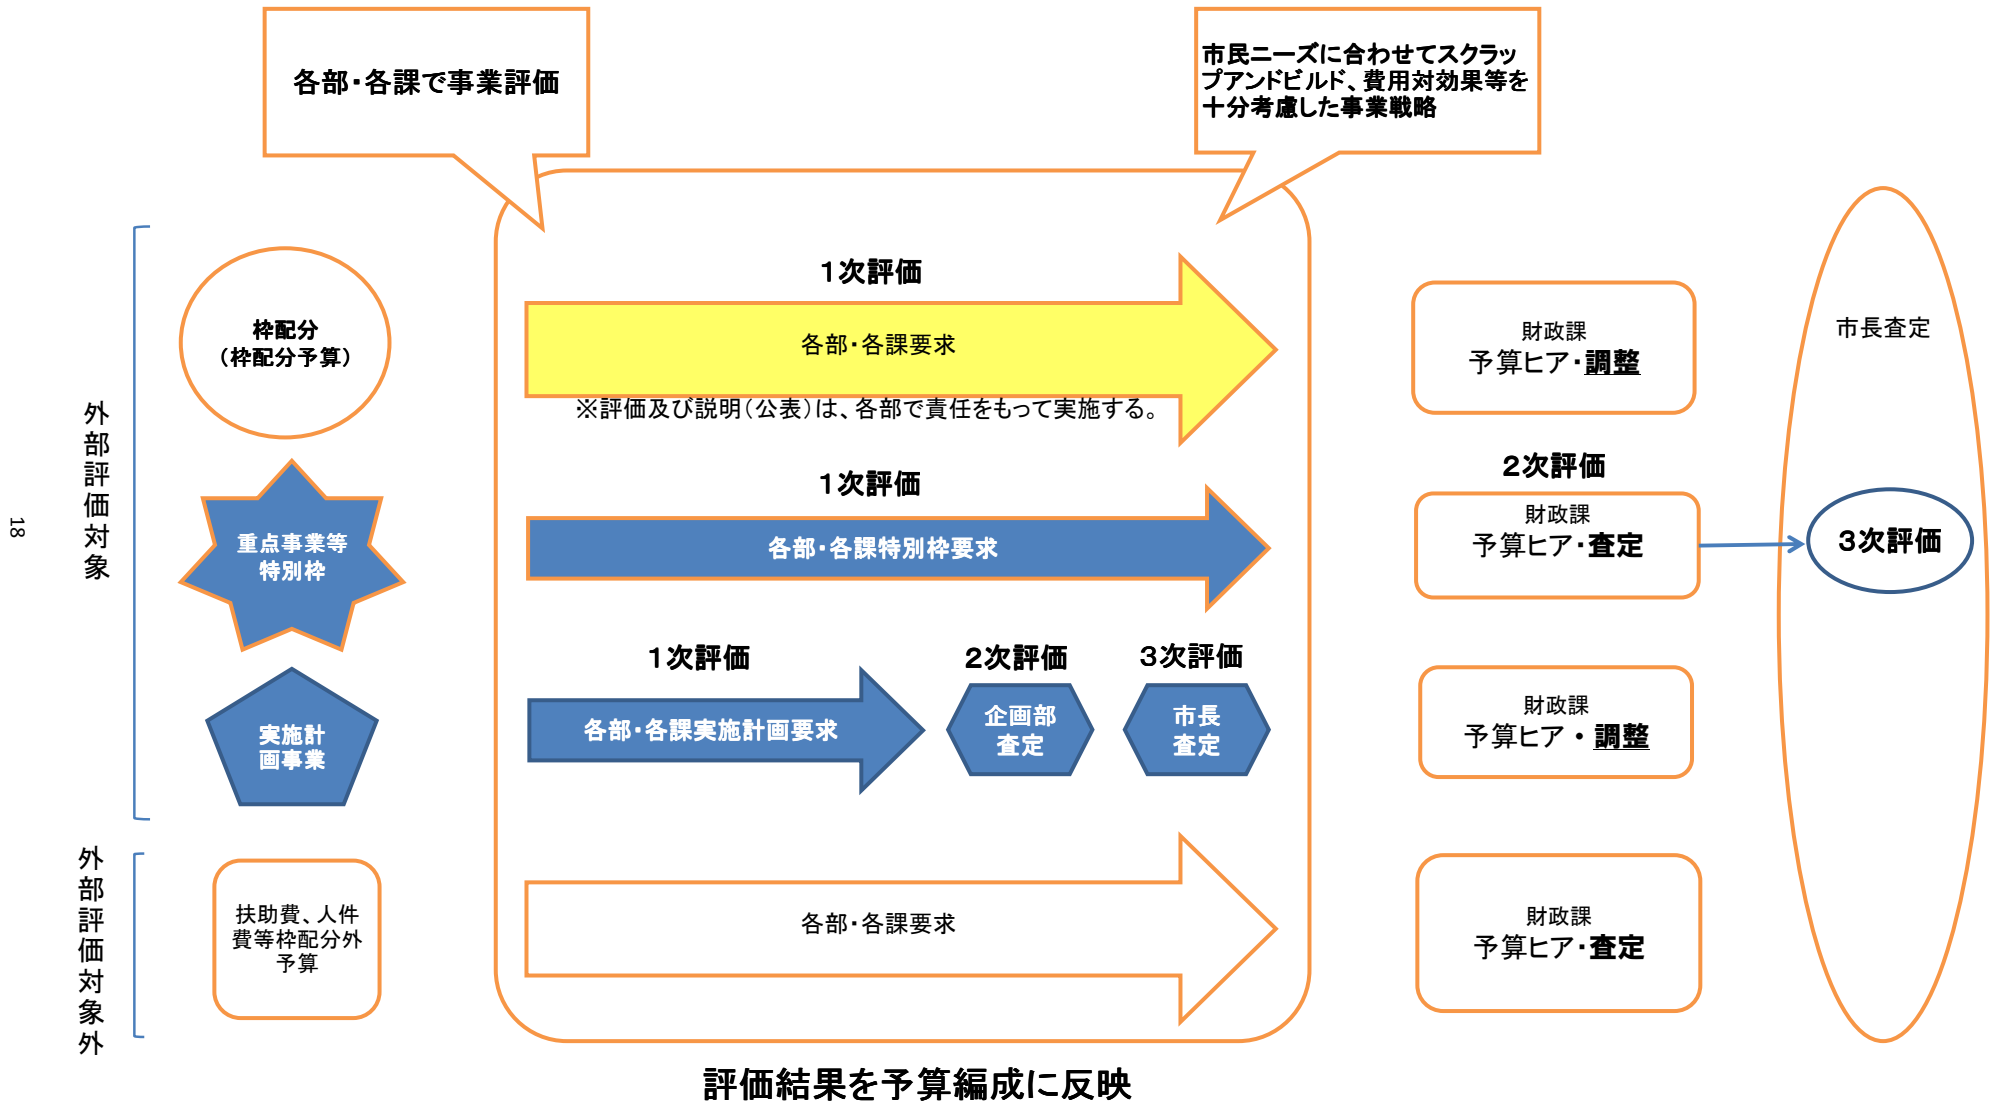 各部・各課で事業評価
市民ニーズに合わせてスクラッ
プアンドビルド、費用対効果等を
十分考慮した事業戦略
外部評価対象
枠配分
（枠配分予算）
１次評価
各部・各課要求
※評価及び説明（公表）は、各部で責任をもって実施する。
財政課
予算ヒア・調整
市長査定
重点事業等
特別枠
１次評価
各部・各課特別枠要求
２次評価
財政課
予算ヒア・査定
３次評価
実施計
画事業
１次評価
各部・各課実施計画要求
２次評価
企画部
査定
３次評価
市長
査定
財政課
予算ヒア・調整
外部評価対象外
扶助費、人件
費等枠配分外
予算
各部・各課要求
財政課
予算ヒア・査定
評価結果を予算編成に反映
18